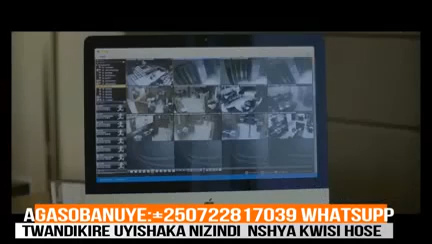 AGASOBANUYE:±250722817039 WHATSUPP
TWANDIKIRE UYISHAKA NIZINDI NSHYA KWISI HOSE